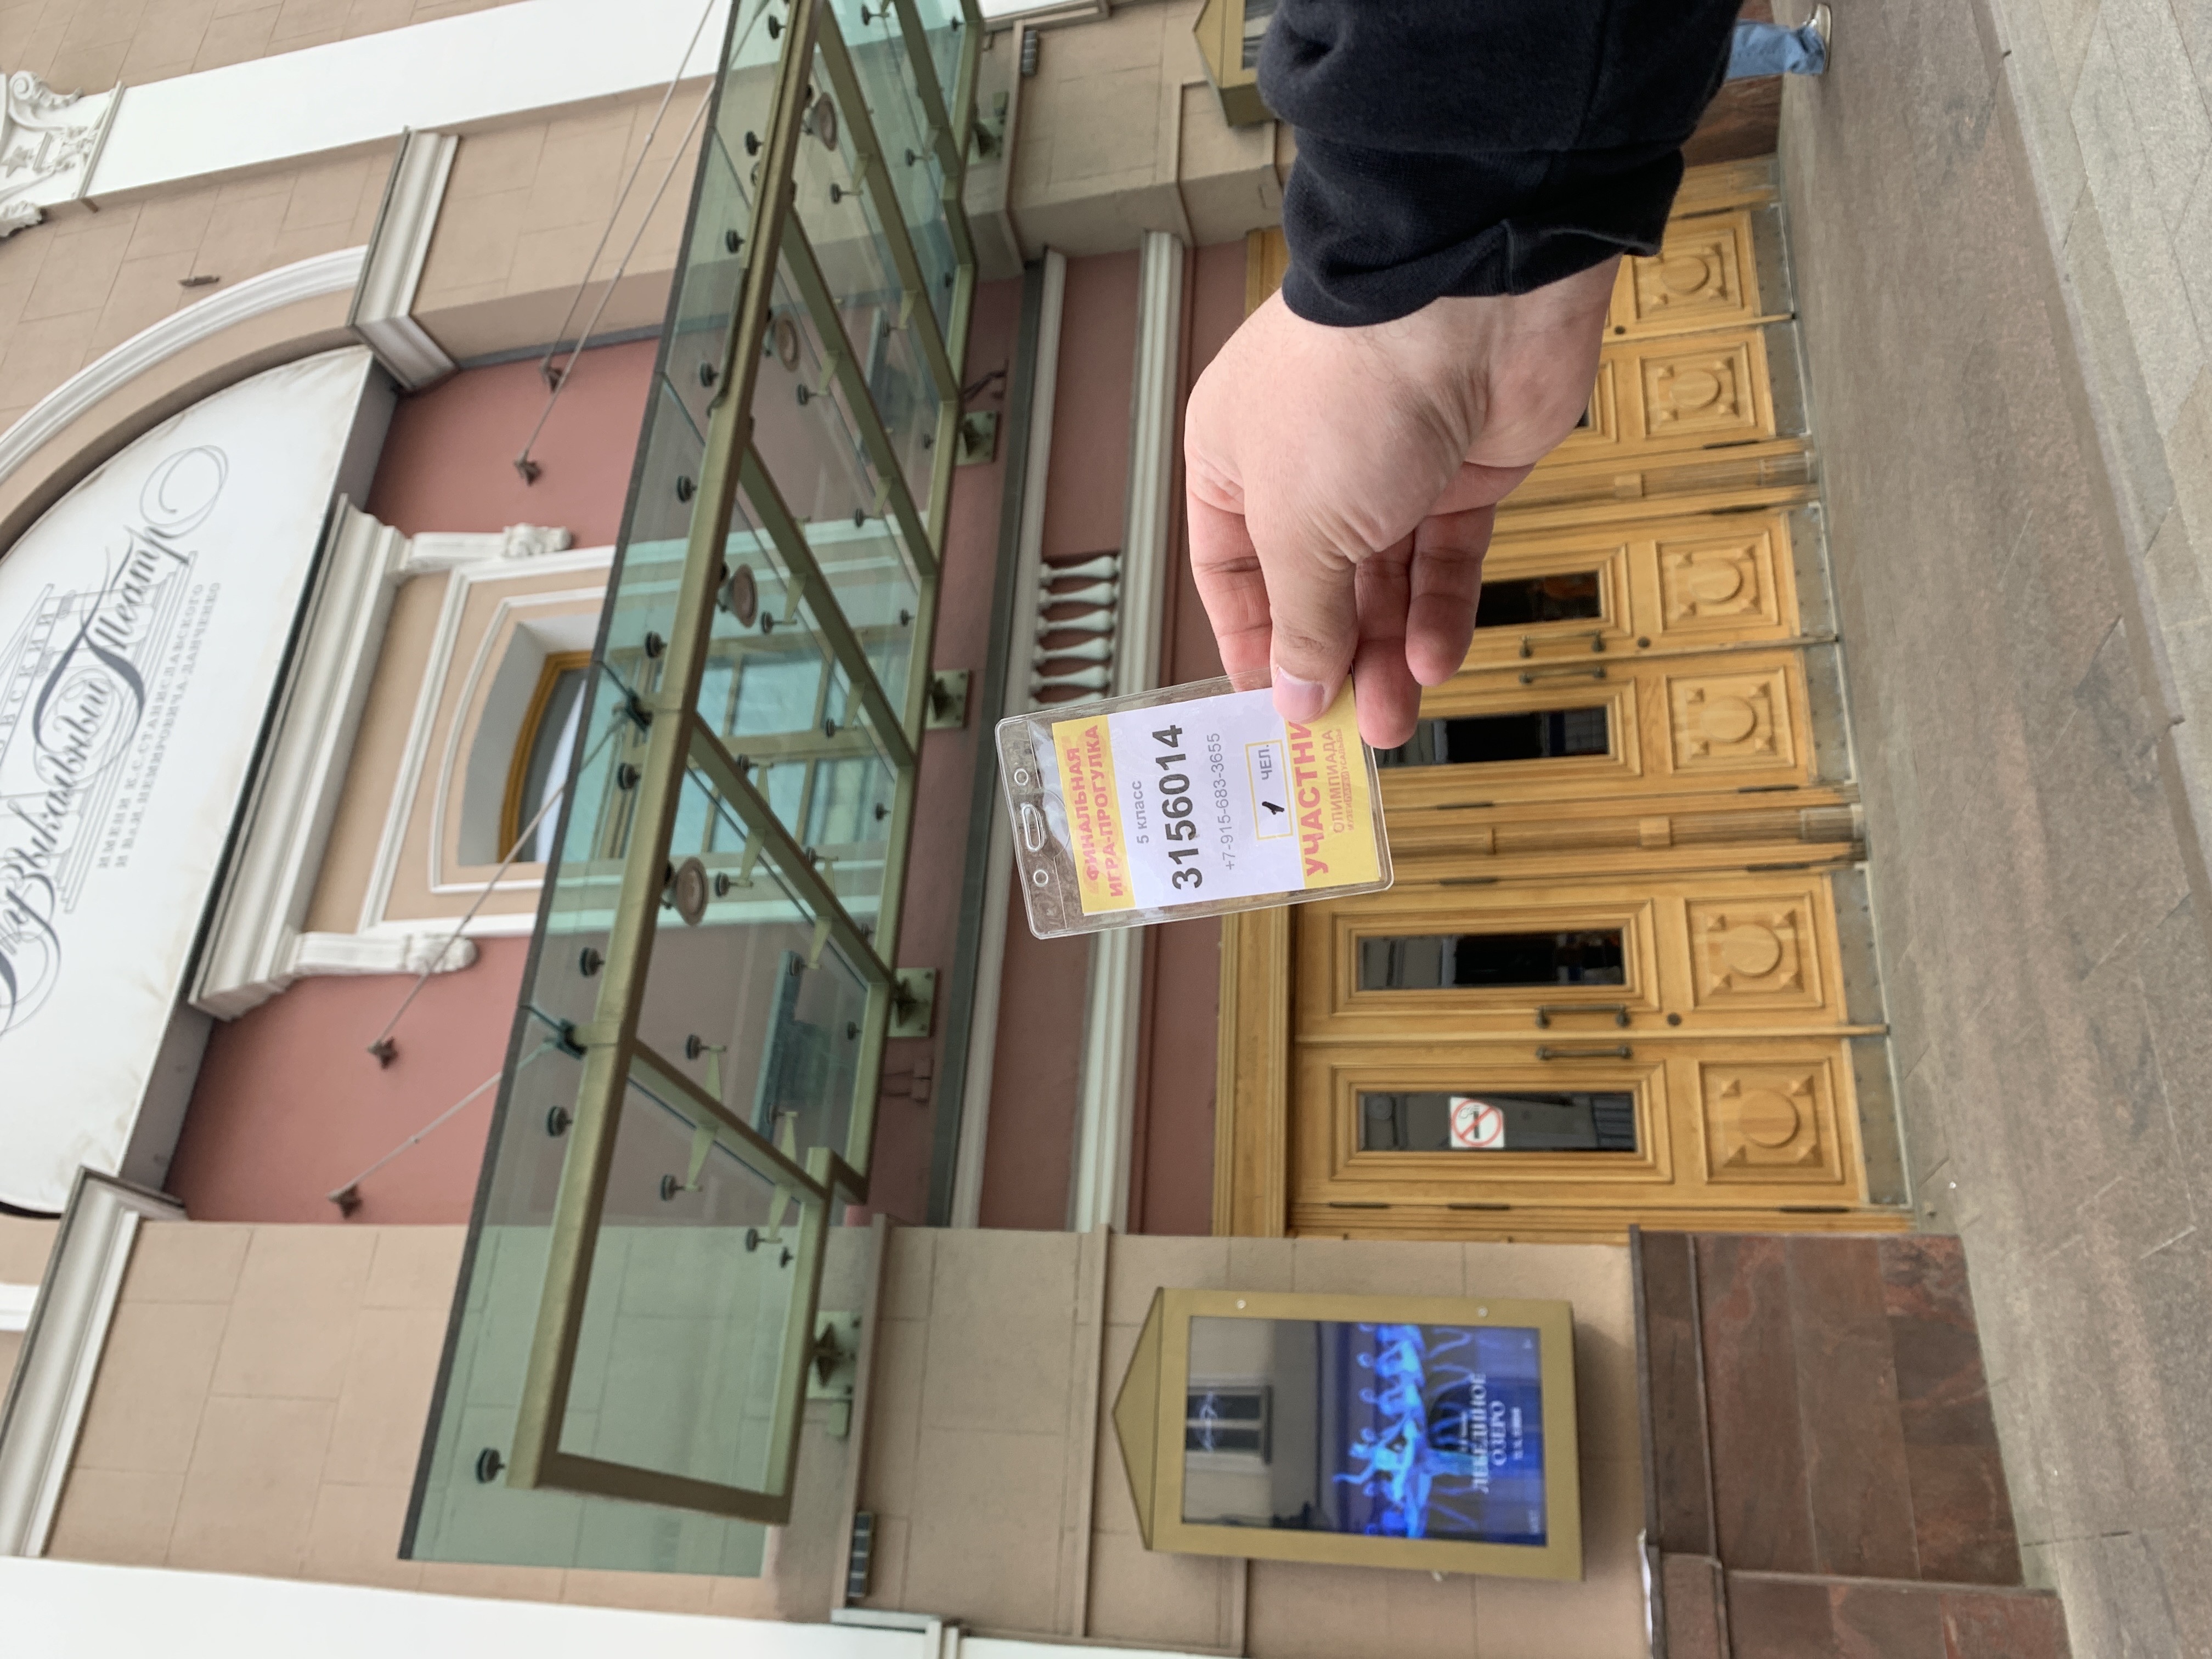 Музыкальный Театр
ИМЕНИ К.С.СТАНИСЛАВСКОГО
И ВЛ.И.НЕМИРОВИЧА-ДАНЧЕНКО
ФИНАЛЬНАЯ
ИГРА-ПРОГУЛКА
5 класс
3156014
+7-915-683-3655
1 ЧЕЛ.
УЧАСТНИ
ОЛИМПИАДА
ЛЕБЕДИНОЕ
ОЗЕРО